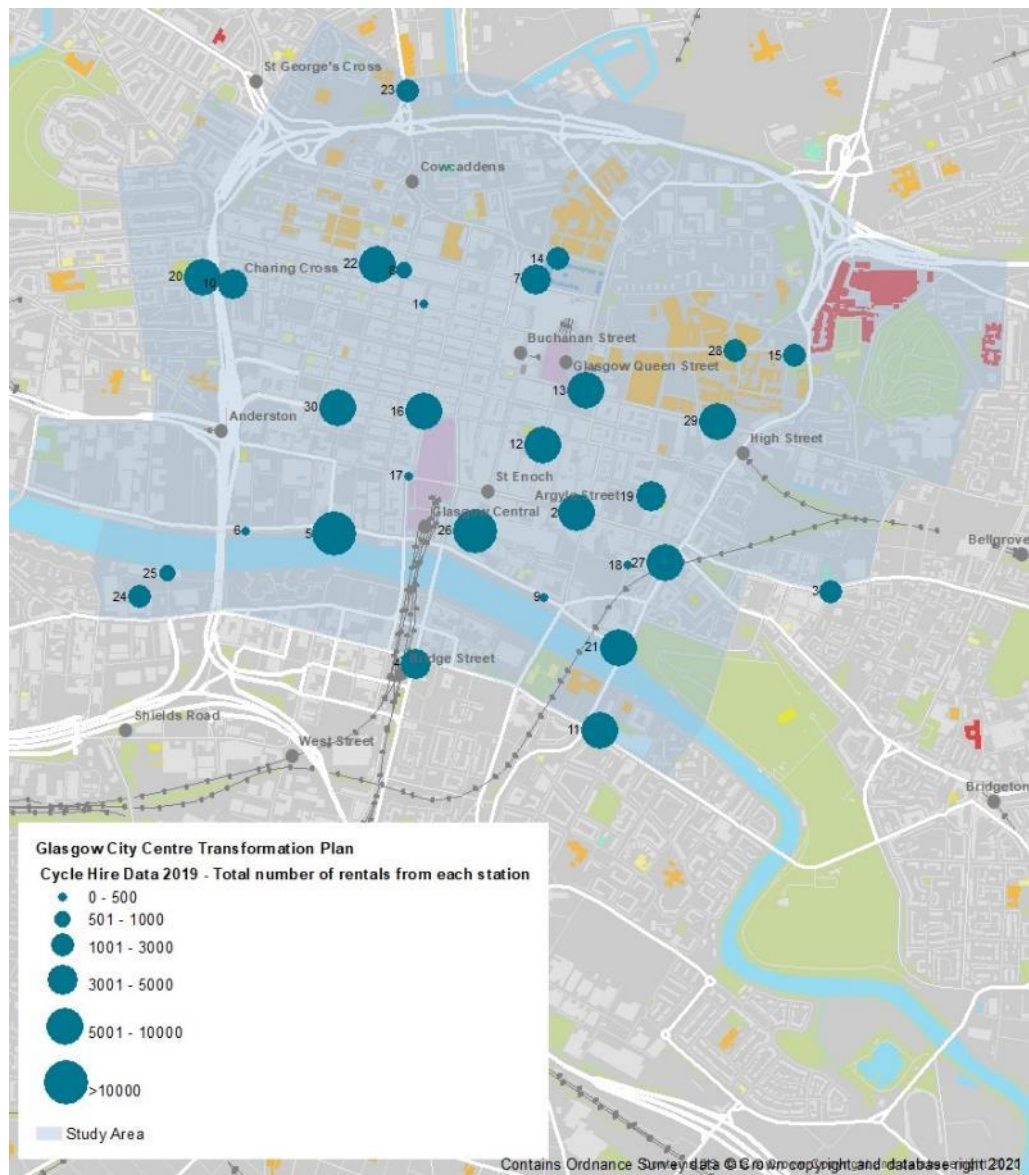 St George's Cross
23
Cowcaddens
14
22
8
20
Charing Cross
10
7
1
Buchanan Street
28
15
Glasgow Queen Street
13
30
16
29
Anderston
12
High Street
17
St Enoch
Argyle Street
19
2
Glasgow Central
6
5
26
Bellgrove
25
18
27
24
9
3
21
4
Bridge Street
Shields Road
11
West Street
Bridgeton
Glasgow City Centre Transformation Plan
Cycle Hire Data 2019 - Total number of rentals from each station
0 - 500
501 - 1000
1001 - 3000
3001 - 5000
5001 - 10000
>10000
Study Area
Contains Ordnance Survey data © Crown copyright and database right 2021